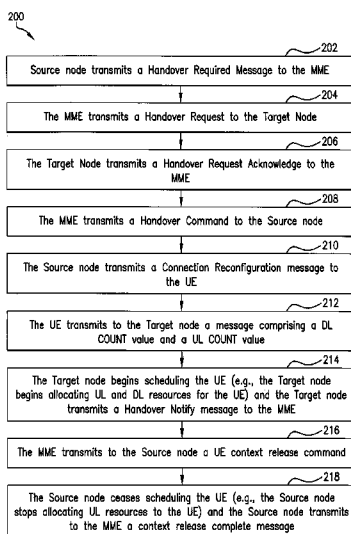 200
202
Source node transmits a Handover Required Message to the MME
204
The MME transmits a Handover Request to the Target Node
206
The Target Node transmits a Handover Request Acknowledge to the
MME
208
The MME transmits a Handover Command to the Source node
210
The Source node transmits a Connection Reconfiguration message to
the UE
212
The UE transmits to the Target node a message comprising a DL
COUNT value and a UL COUNT value
214
The Target node begins scheduling the UE (e.g., the Target node
begins allocating UL and DL resources for the UE) and the Target node
transmits a Handover Notify message to the MME
216
The MME transmits to the Source node a UE context release command
218
The Source node ceases scheduling the UE (e.g., the Source node
stops allocating UL resources to the UE) and the Source node transmits
to the MME a context release complete message